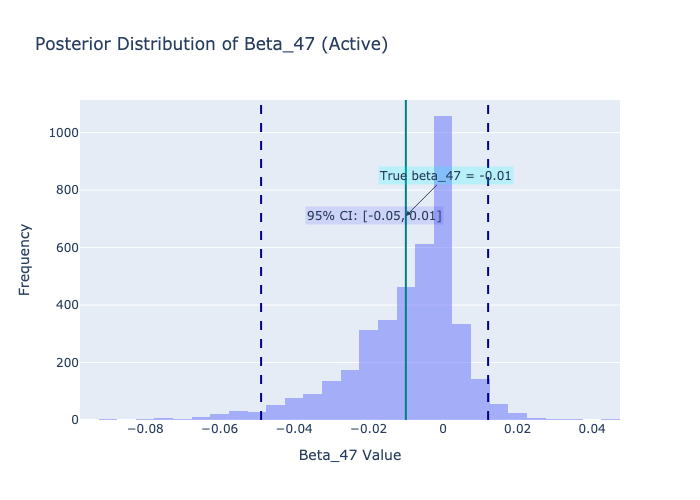 Posterior Distribution of Beta_47 (Active)
1000
800
600
400
200
0
Frequency
True beta_47 = -0.01
95% CI: [-0.05, 0.01]
−0.08
−0.06
−0.04
−0.02
0
0.02
0.04
Beta_47 Value